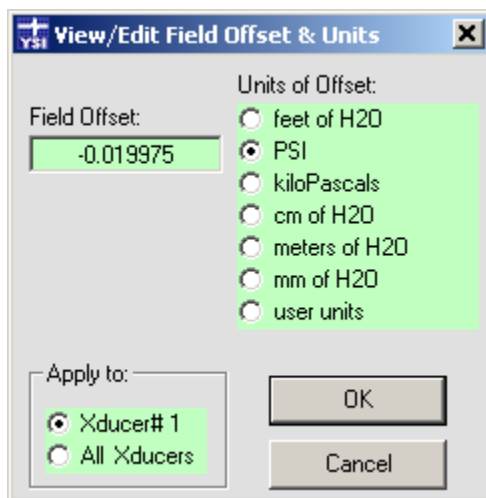 YSI View/Edit Field Offset & Units
Units of Offset:
Field Offset:
-0.019975
feet of H2O
PSI
kiloPascals
cm of H2O
meters of H2O
mm of H2O
user units
Apply to:
Xducer# 1
All Xducers
OK
Cancel